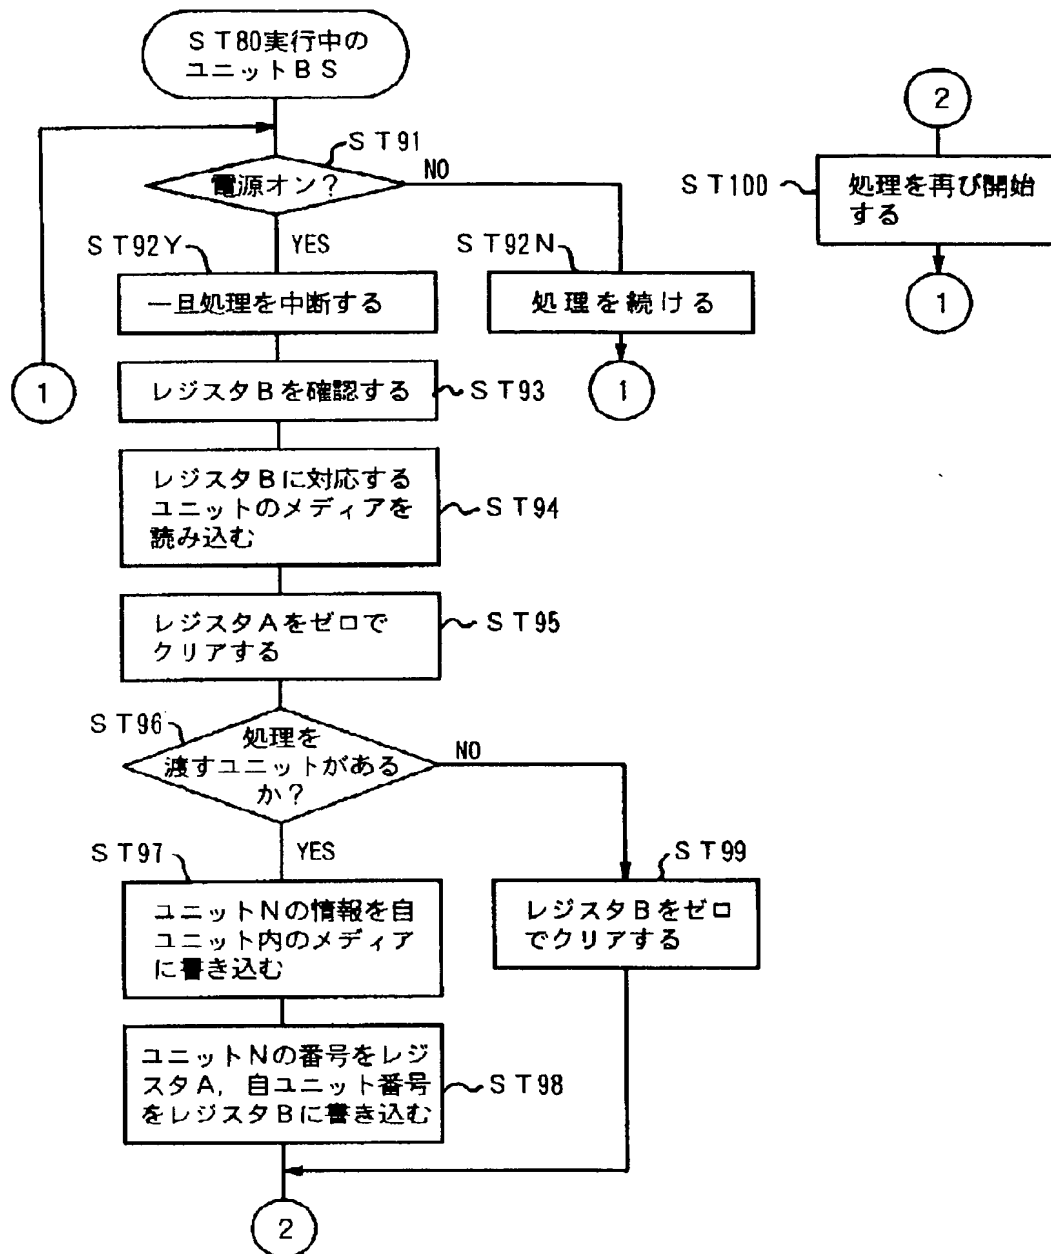 ST80実行中の
ユニットBS
ST91
電源オン?
NO
YES
ST92Y
一旦処理を中断する
ST92N
処理を続ける
1
1
レジスタBを確認する
ST93
レジスタBに対応する
ユニットのメディアを
読み込む
ST94
レジスタAをゼロで
クリアする
ST95
ST96
処理を
渡すユニットがある
か?
NO
YES
ST97
ユニットNの情報を自
ユニット内のメディア
に書き込む
ST99
レジスタBをゼロ
でクリアする
ユニットNの番号をレジ
スタA,自ユニット番号
をレジスタBに書き込む
ST98
2
2
ST100
処理を再び開始
する
1